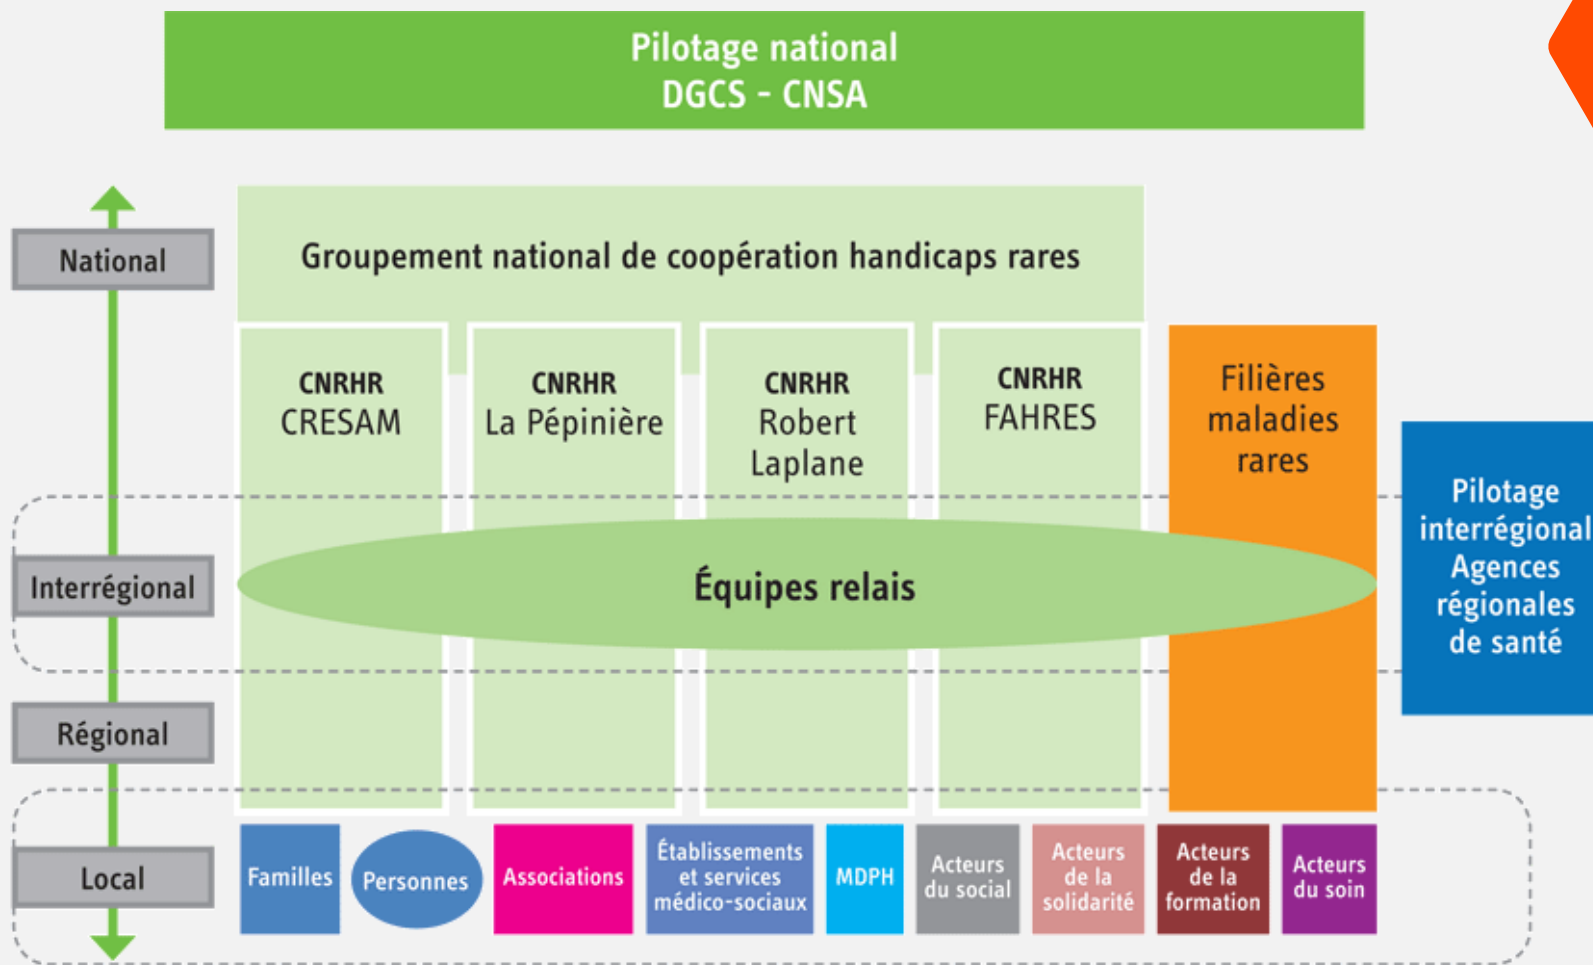 Pilotage national
DGCS - CNSA
National
Groupement national de coopération handicaps rares
CNRHR
CRESAM
CNRHR
La Pépinière
CNRHR
Robert
Laplane
CNRHR
FAHRES
Filières
maladies
rares
Pilotage
interrégional
Agences
régionales
de santé
Interrégional
Équipes relais
Régional
Local
Familles
Personnes
Associations
Établissements
et services
médico-sociaux
MDPH
Acteurs
du social
Acteurs
de la
solidarité
Acteurs
de la
formation
Acteurs
du soin